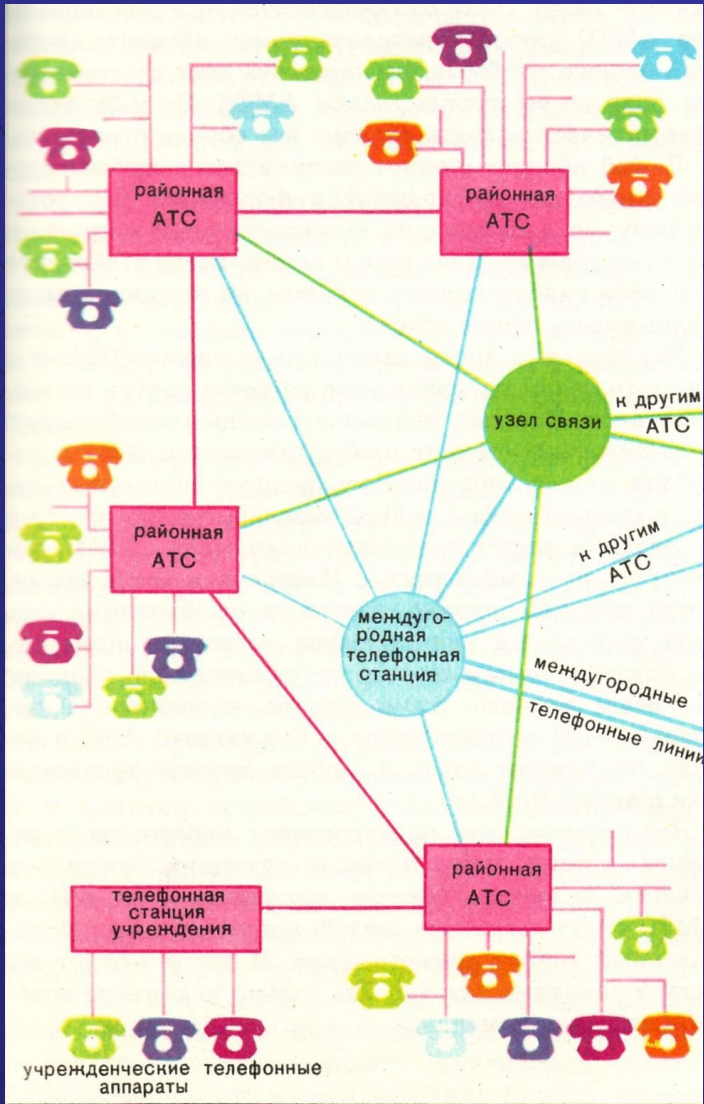 районная
АТС
районная
АТС
узел связи
к другим
АТС
районная
АТС
к другим
АТС
междуго-
родная
телефонная
станция
междугородные
телефонные линии
районная
АТС
телефонная
станция
учреждения
учрежденческие телефонные
аппараты